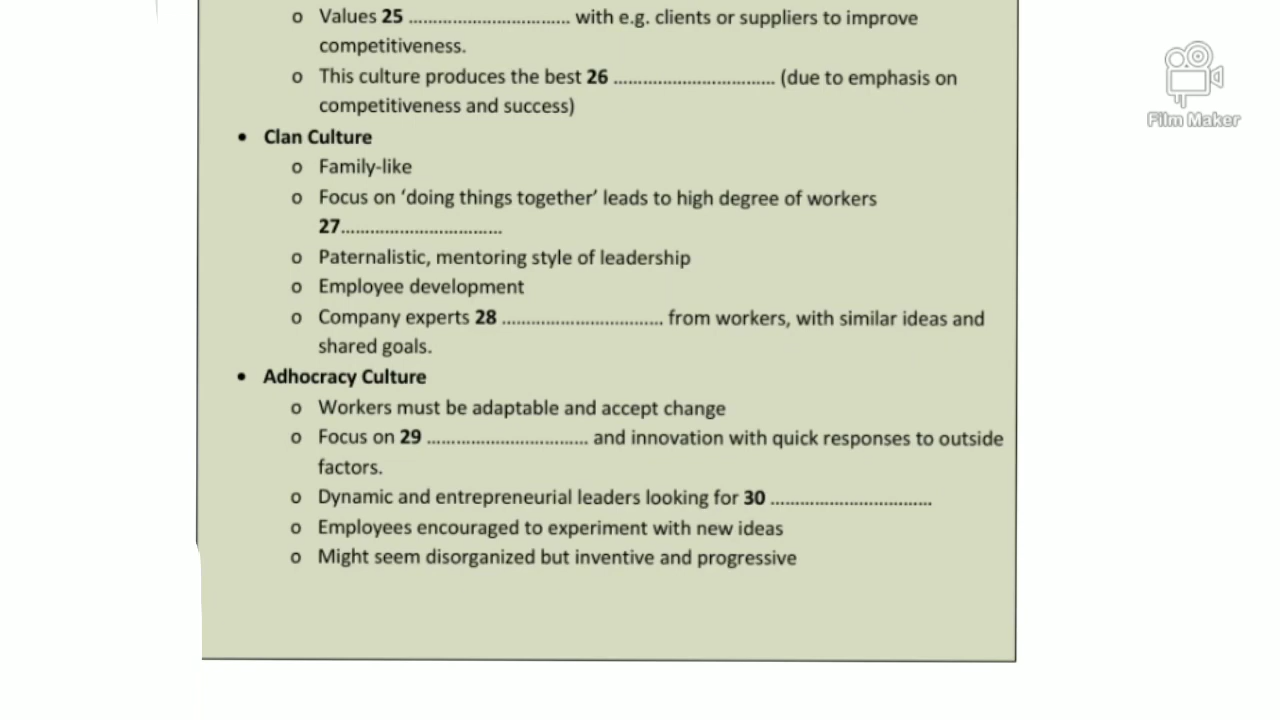 o Values 25 ................................. with e.g. clients or suppliers to improve
competitiveness.
o This culture produces the best 26 ................................. (due to emphasis on
competitiveness and success)
• Clan Culture
o Family-like
o Focus on ‘doing things together’ leads to high degree of workers
27.................................
o Paternalistic, mentoring style of leadership
o Employee development
o Company experts 28 ................................. from workers, with similar ideas and
shared goals.
• Adhocracy Culture
o Workers must be adaptable and accept change
o Focus on 29 ................................. and innovation with quick responses to outside
factors.
o Dynamic and entrepreneurial leaders looking for 30 .................................
o Employees encouraged to experiment with new ideas
o Might seem disorganized but inventive and progressive
Film Maker